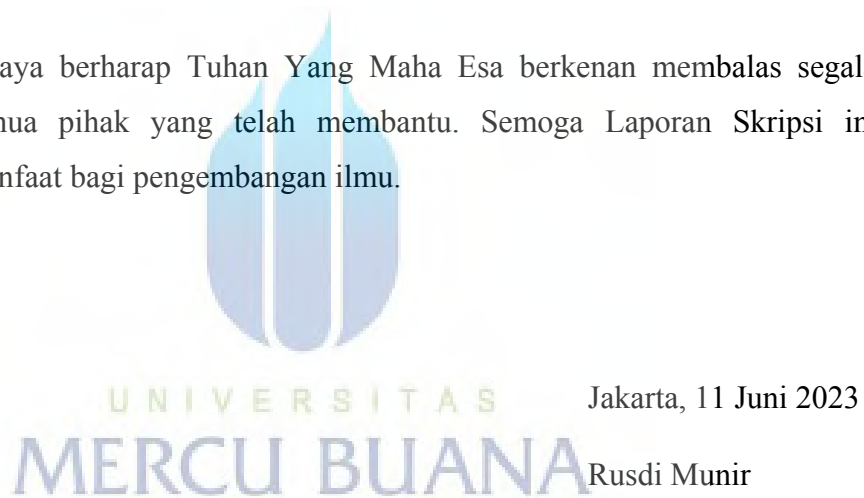 aya berharap Tuhan Yang Maha Esa berkenan membalas segal
nua pihak yang telah membantu. Semoga Laporan Skripsi in
nfaat bagi pengembangan ilmu.
UNIVERSITAS
Jakarta, 11 Juni 2023
MERCU BUANA
Rusdi Munir